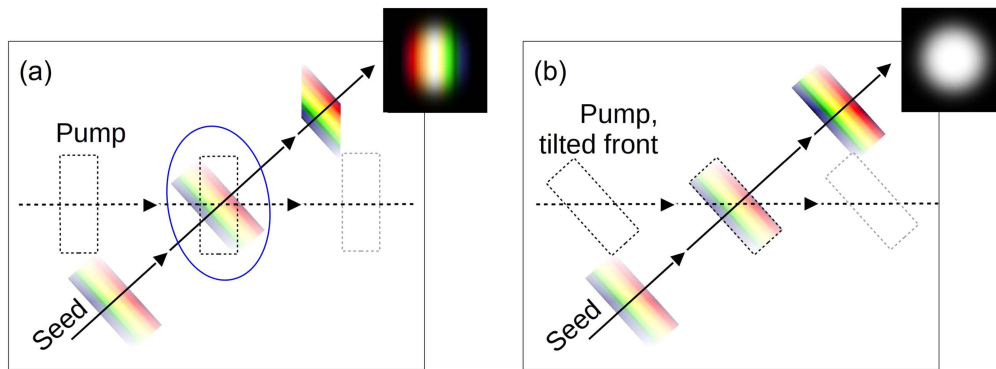 (a)
Pump
Seed
(b)
Pump,
tilted front
Seed